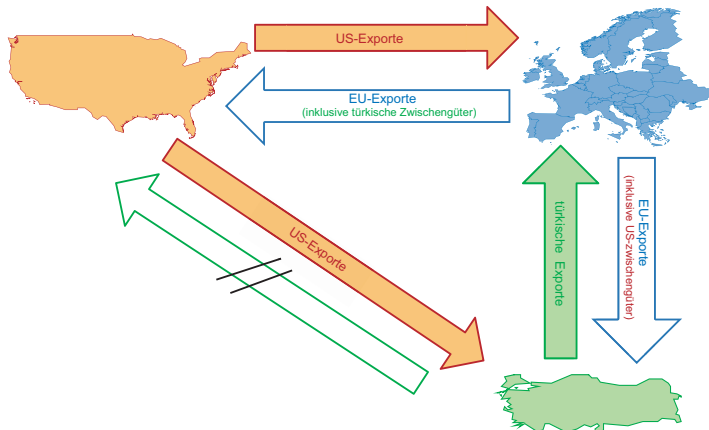 US-Exporte
EU-Exporte
(inklusive türkische Zwischengüter)
US-Exporte
türkische Exporte
EU-Exporte
(inklusive US-zwischengüter)